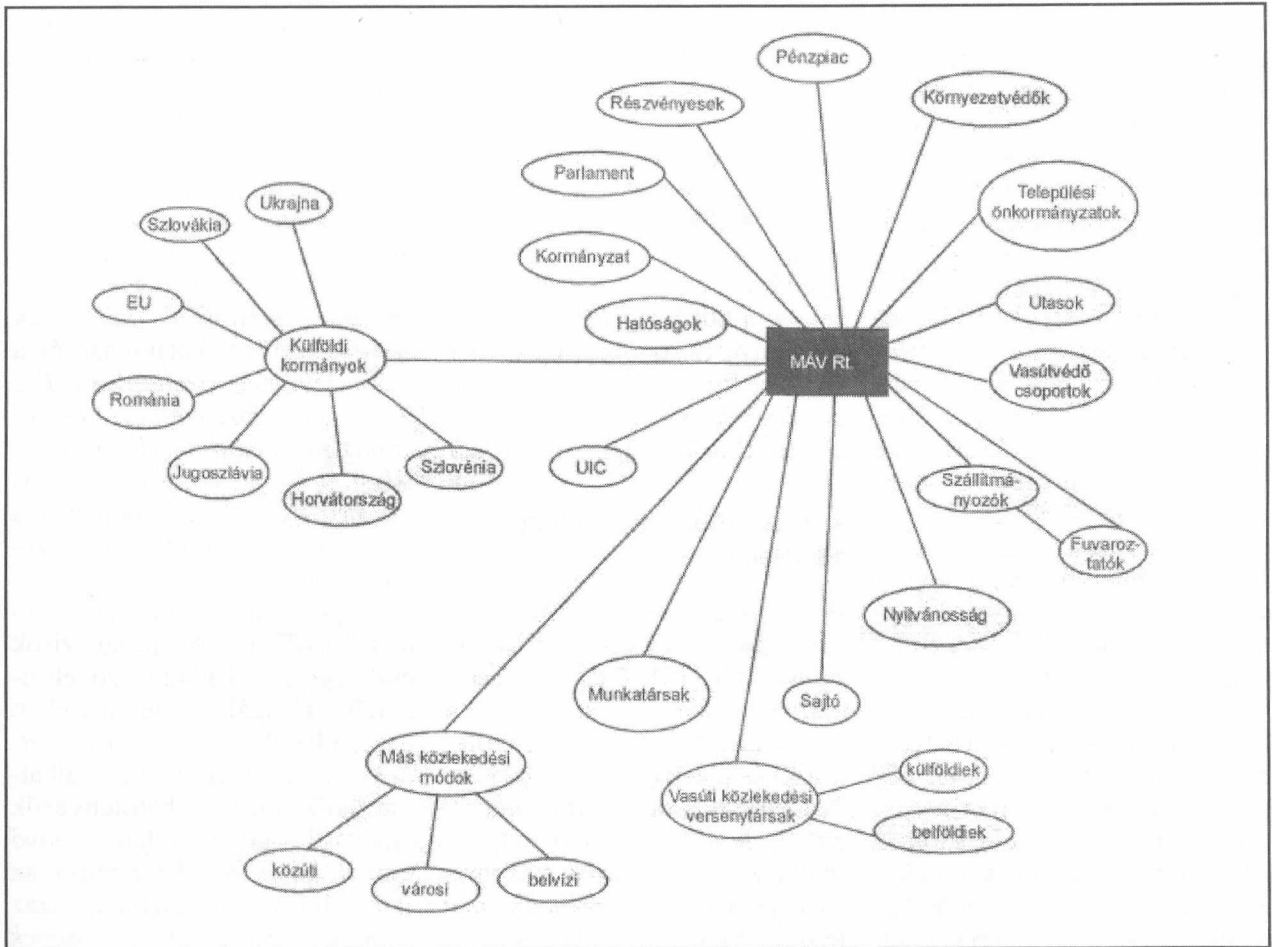 Pénzpiac
Részvényesek
Környezetvédők
Parlament
Települési
önkormányzatok
Ukrajna
Szlovákia
Kormányzat
EU
Hatóságok
Utasok
Külföldi
kormányok
MÁV Rt.
Vasútvédő
csoportok
Románia
Jugoszlávia
Horvátország
Szlovénia
UIC
Szállítmá-
nyozók
Fuvaroz-
tatók
Nyilvánosság
Munkatársak
Sajtó
Más közlekedési
módok
Vasúti közlekedési
versenytársak
külföldiek
belföldiek
közúti
városi
belvízi